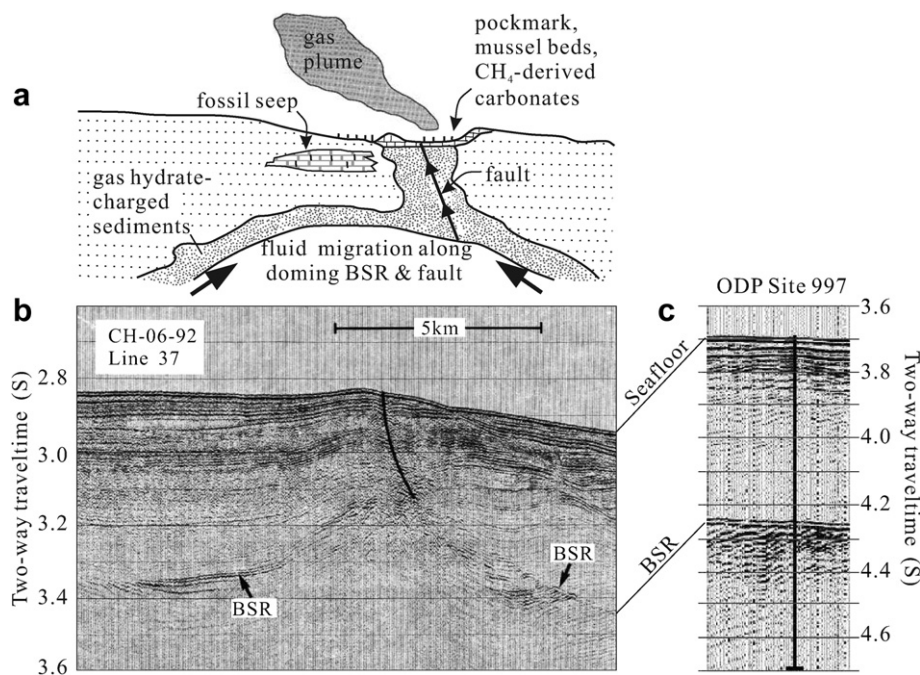 a
gas
plume
pockmark,
mussel beds,
CH₄-derived
carbonates
fossil seep
fault
gas hydrate-
charged
sediments
fluid migration along
doming BSR & fault
b
CH-06-92
Line 37
5km
Two-way traveltime (S)
2.8
3.0
3.2
3.4
3.6
BSR
BSR
c
ODP Site 997
Seafloor
BSR
3.6
3.8
4.0
4.2
4.4
4.6
Two-way traveltime (S)